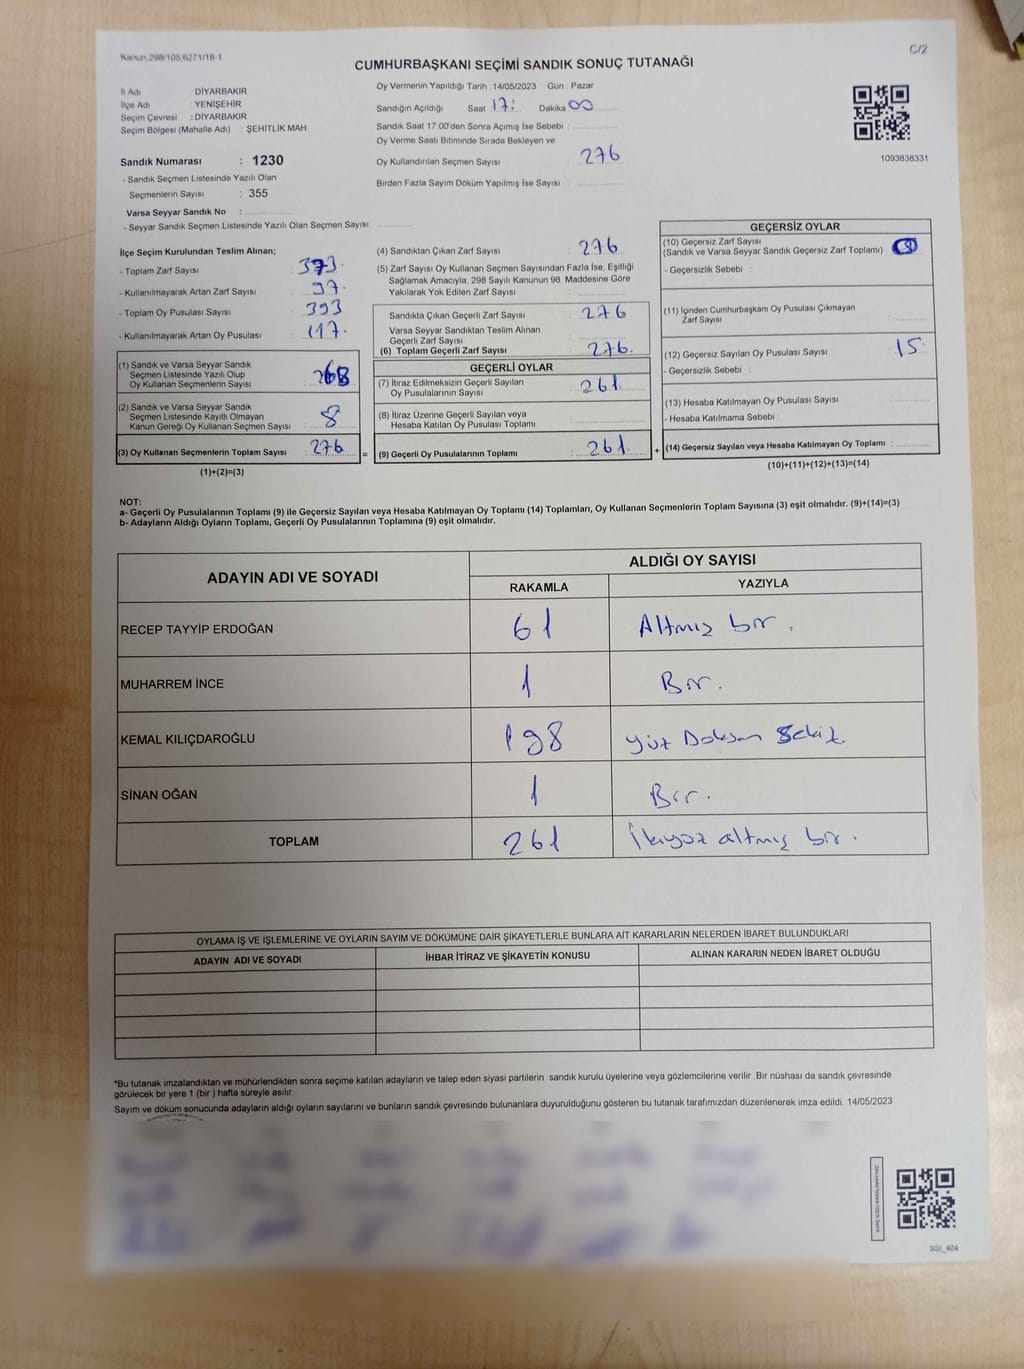 Kanun.298/105,6271/18-1
C/2
CUMHURBAŞKANI SEÇİMİ SANDIK SONUÇ TUTANAĞI
İl Adı : DİYARBAKIR
İlçe Adı : YENİŞEHİR
Seçim Çevresi : DİYARBAKIR
Seçim Bölgesi (Mahalle Adı) : ŞEHİTLİK MAH.
Sandık Numarası : 1230
- Sandık Seçmen Listesinde Yazılı Olan
Seçmenlerin Sayısı : 355
Varsa Seyyar Sandık No :
- Seyyar Sandık Seçmen Listesinde Yazılı Olan Seçmen Sayısı:
Oy Vermenin Yapıldığı Tarih : 14/05/2023 Gün : Pazar
Sandığın Açıldığı Saat 17: Dakika 00
Sandık Saat 17:00'den Sonra Açımış İse Sebebi :
Oy Verme Saati Bitiminde Sırada Bekleyen ve
Oy Kullandırılan Seçmen Sayısı : 276
Birden Fazla Sayım Döküm Yapılmış İse Sayısı :
1093838331
İlçe Seçim Kurulundan Teslim Alınan;
- Toplam Zarf Sayısı : 373.
- Kullanılmayarak Artan Zarf Sayısı : 97.
- Toplam Oy Pusulası Sayısı : 393
- Kullanılmayarak Artan Oy Pusulası : 117.
(1) Sandık ve Varsa Seyyar Sandık
Seçmen Listesinde Yazılı Olup
Oy Kullanan Seçmenlerin Sayısı : 268
(2) Sandık ve Varsa Seyyar Sandık
Seçmen Listesinde Kayıtlı Olmayan
Kanun Gereği Oy Kullanan Seçmen Sayısı : 8
(3) Oy Kullanan Seçmenlerin Toplam Sayısı : 276
(1)+(2)=(3)
(4) Sandıktan Çıkan Zarf Sayısı : 276
(5) Zarf Sayısı Oy Kullanan Seçmen Sayısından Fazla İse, Eşitliği
Sağlamak Amacıyla, 298 Sayılı Kanunun 98. Maddesine Göre
Yakılarak Yok Edilen Zarf Sayısı :
Sandıkta Çıkan Geçerli Zarf Sayısı : 276
Varsa Seyyar Sandıktan Teslim Alınan
Geçerli Zarf Sayısı :
(6) Toplam Geçerli Zarf Sayısı : 276.
GEÇERLİ OYLAR
(7) İtiraz Edilmeksizin Geçerli Sayılan
Oy Pusulalarının Sayısı : 261
(8) İtiraz Üzerine Geçerli Sayılan veya
Hesaba Katılan Oy Pusulası Toplamı :
= (9) Geçerli Oy Pusulalarının Toplamı : 261
GEÇERSİZ OYLAR
(10) Geçersiz Zarf Sayısı
(Sandık ve Varsa Seyyar Sandık Geçersiz Zarf Toplamı) :
- Geçersizlik Sebebi :
(11) İçinden Cumhurbaşkanı Oy Pusulası Çıkmayan
Zarf Sayısı :
(12) Geçersiz Sayılan Oy Pusulası Sayısı : 15
- Geçersizlik Sebebi :
(13) Hesaba Katılmayan Oy Pusulası Sayısı :
- Hesaba Katılmama Sebebi :
+ (14) Geçersiz Sayılan veya Hesaba Katılmayan Oy Toplamı :
(10)+(11)+(12)+(13)=(14)
NOT:
a- Geçerli Oy Pusulalarının Toplamı (9) ile Geçersiz Sayılan veya Hesaba Katılmayan Oy Toplamı (14) Toplamları, Oy Kullanan Seçmenlerin Toplam Sayısına (3) eşit olmalıdır. (9)+(14)=(3)
b- Adayların Aldığı Oyların Toplamı, Geçerli Oy Pusulalarının Toplamına (9) eşit olmalıdır.
ADAYIN ADI VE SOYADI
ALDIĞI OY SAYISI
RAKAMLA YAZIYLA
RECEP TAYYİP ERDOĞAN 61 Altmış bir.
MUHARREM İNCE 1 Bir.
KEMAL KILIÇDAROĞLU 198 Yüz Doksan Sekiz.
SİNAN OĞAN 1 Bir.
TOPLAM 261 İkiyüz altmış bir.
OYLAMA İŞ VE İŞLEMLERİNE VE OYLARIN SAYIM VE DÖKÜMÜNE DAİR ŞİKAYETLERLE BUNLARA AİT KARARLARIN NELERDEN İBARET BULUNDUKLARI
ADAYIN ADI VE SOYADI İHBAR İTİRAZ VE ŞİKAYETİN KONUSU ALINAN KARARIN NEDEN İBARET OLDUĞU
*Bu tutanak imzalandıktan ve mühürlendikten sonra seçime katılan adayların ve talep eden siyasi partilerin sandık kurulu üyelerine veya gözlemcilerine verilir. Bir nüshası da sandık çevresinde
görülecek bir yere 1 (bir ) hafta süreyle asılır.
Sayım ve döküm sonucunda adayların aldığı oyların sayılarını ve bunların sandık çevresinde bulunanlara duyurulduğunu gösteren bu tutanak tarafımızdan düzenlenerek imza edildi. 14/05/2023
KARE KODU KARALAMAYINIZ
SSI_404